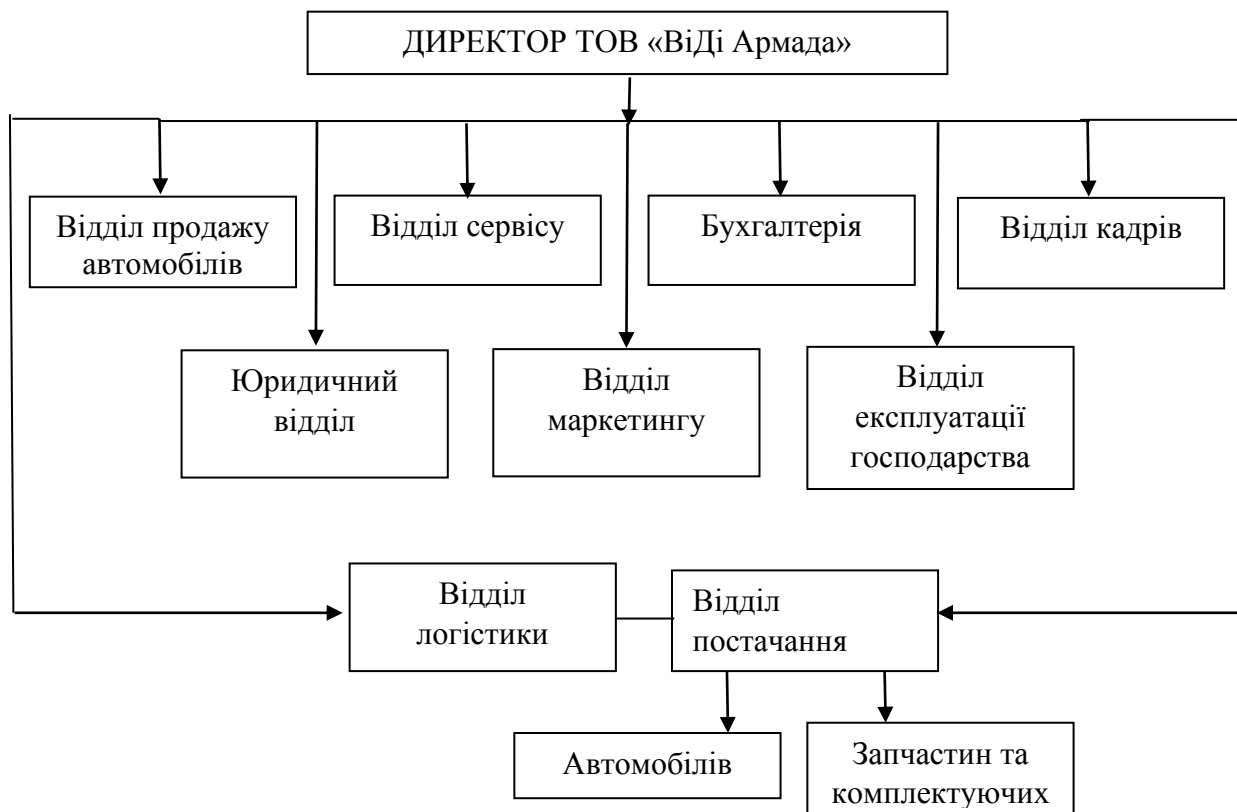 ДИРЕКТОР ТОВ «ВіДі Армада»
Відділ продажу
автомобілів
Відділ сервісу
Бухгалтерія
Відділ кадрів
Юридичний
відділ
Відділ
маркетингу
Відділ
експлуатації
господарства
Відділ
логістики
Відділ
постачання
Автомобілів
Запчастин та
комплектуючих